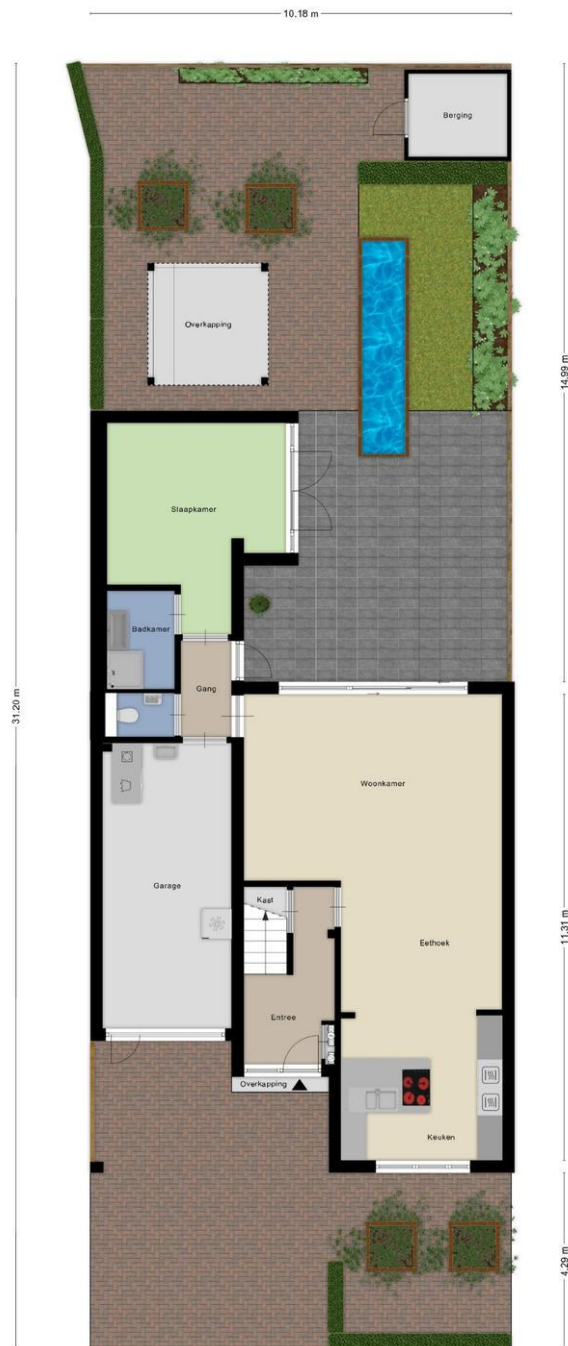 10.18 m
Berging
Overkapping
14.99 m
Slaapkamer
Badkamer
Gang
31.20 m
Woonkamer
Garage
Kast
Eethoek
11.31 m
Entree
Overkapping
Keuken
4.29 m